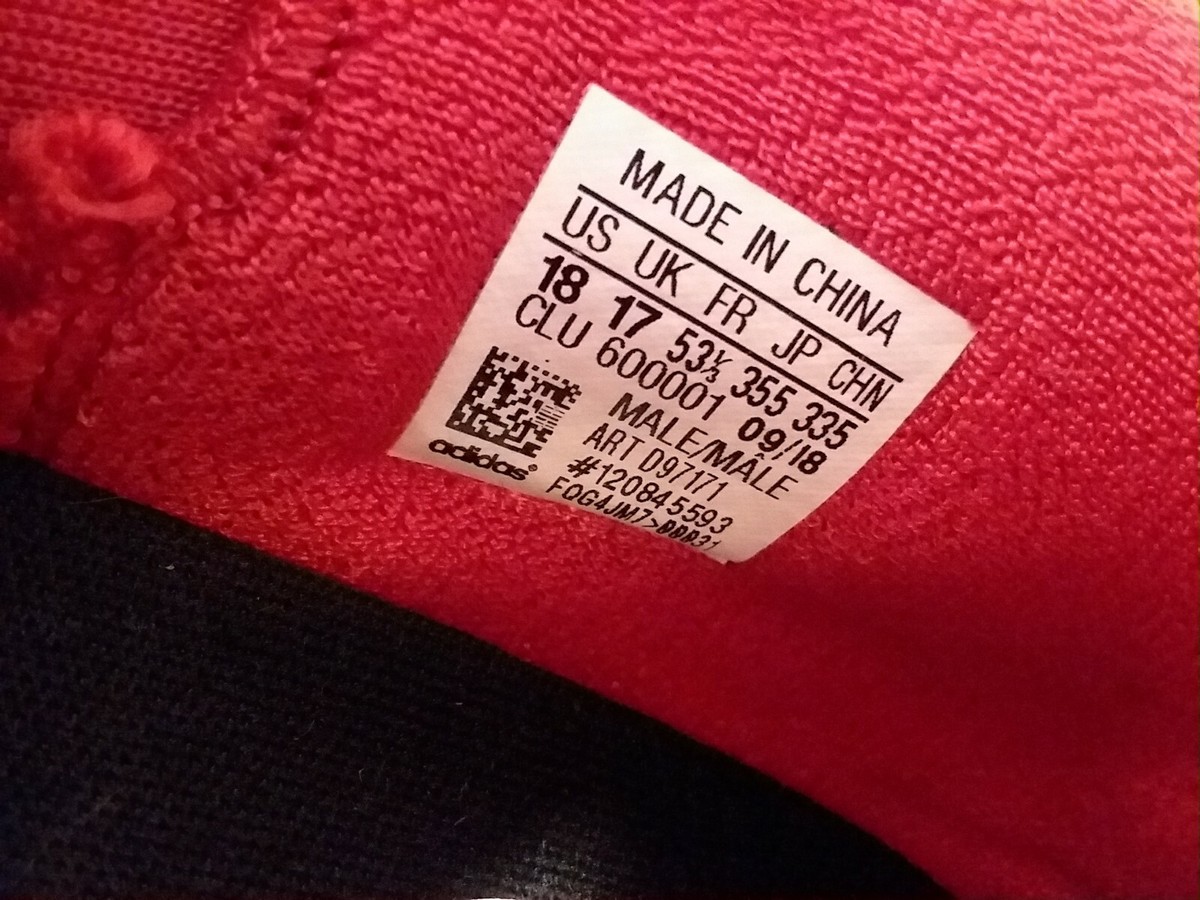 MADE IN CHINA
US UK FR JP CHN
18 17 53⅓ 355 335
CLU 600001 09/18
MALE/MALE
ART D97171
#120845593
adidas®